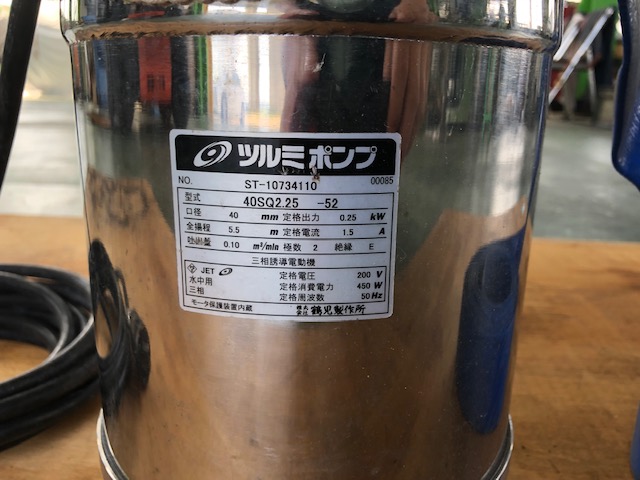 ツルミポンプ
NO. ST-10734110 00085
型式 40SQ2.25 -52
口径 40 mm 定格出力 0.25 kW
全揚程 5.5 m 定格電流 1.5 A
吐出量 0.10 m³/min 極数 2 絶縁 E
三相誘導電動機
JET 定格電圧 200 V
水中用 定格消費電力 450 W
三相 定格周波数 50 Hz
モータ保護装置内蔵 株式会社 鶴見製作所